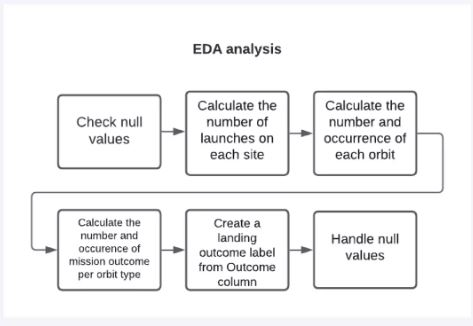 EDA analysis
Check null
values
Calculate the
number of
launches on
each site
Calculate the
number and
occurrence of
each orbit
Calculate the
number and
occurence of
mission outcome
per orbit type
Create a
landing
outcome label
from Outcome
column
Handle null
values